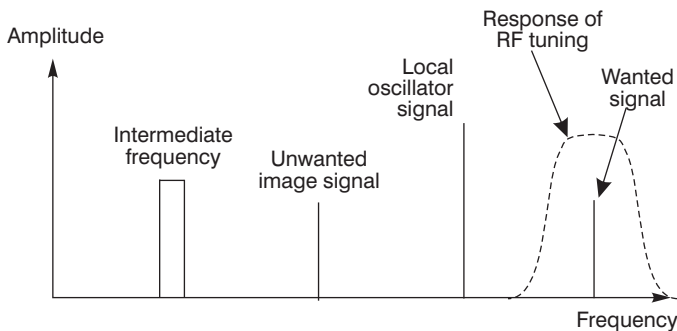 Amplitude
Response of
RF tuning
Local
oscillator
signal
Wanted
signal
Intermediate
frequency
Unwanted
image signal
Frequency